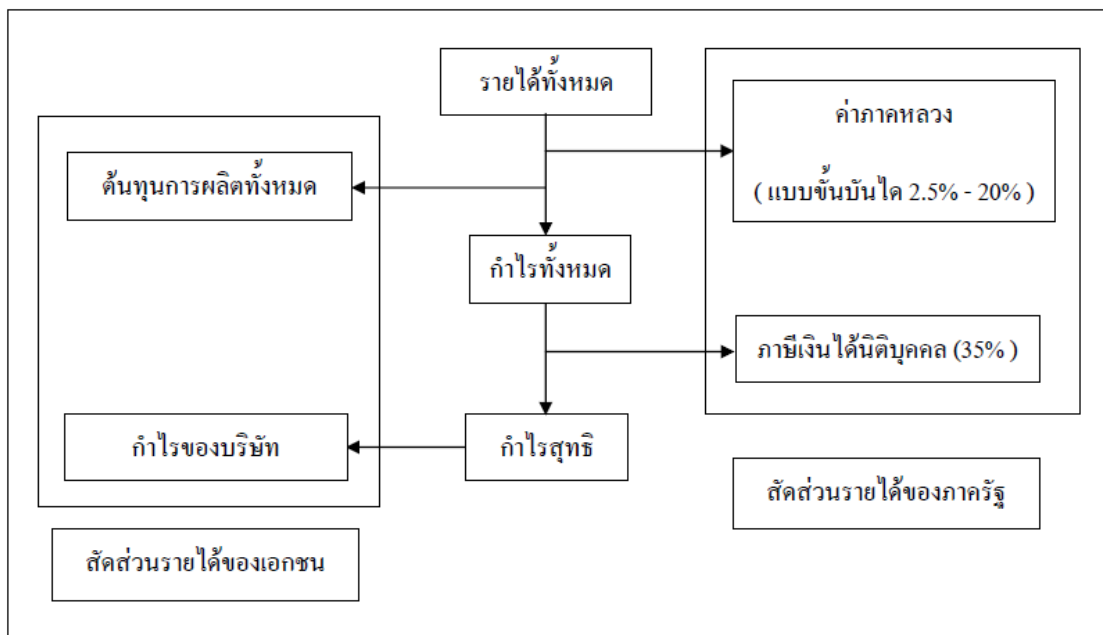 รายได้ทั้งหมด
ค่าภาคหลวง
( แบบขั้นบันได 2.5% - 20% )
ต้นทุนการผลิตทั้งหมด
กำไรทั้งหมด
ภาษีเงินได้นิติบุคคล (35% )
กำไรของบริษัท
กำไรสุทธิ
สัดส่วนรายได้ของภาครัฐ
สัดส่วนรายได้ของเอกชน